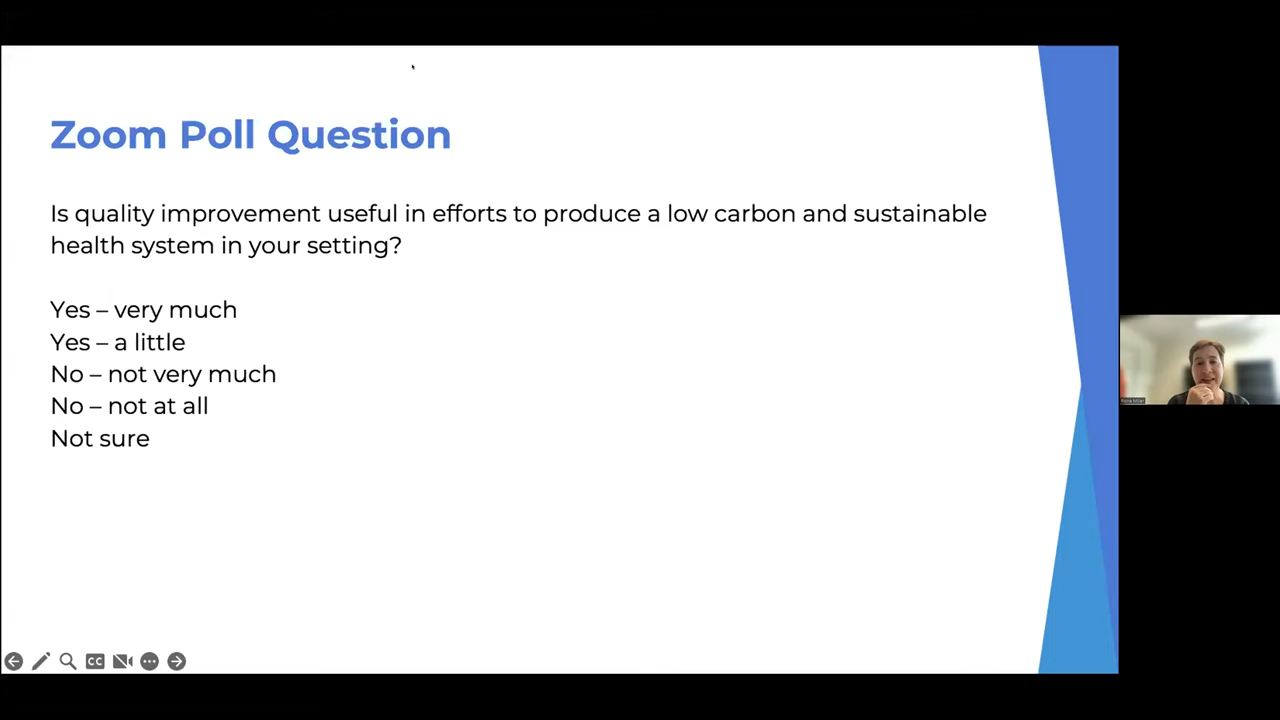 Zoom Poll Question
Is quality improvement useful in efforts to produce a low carbon and sustainable
health system in your setting?
Yes – very much
Yes – a little
No – not very much
No – not at all
Not sure
CC